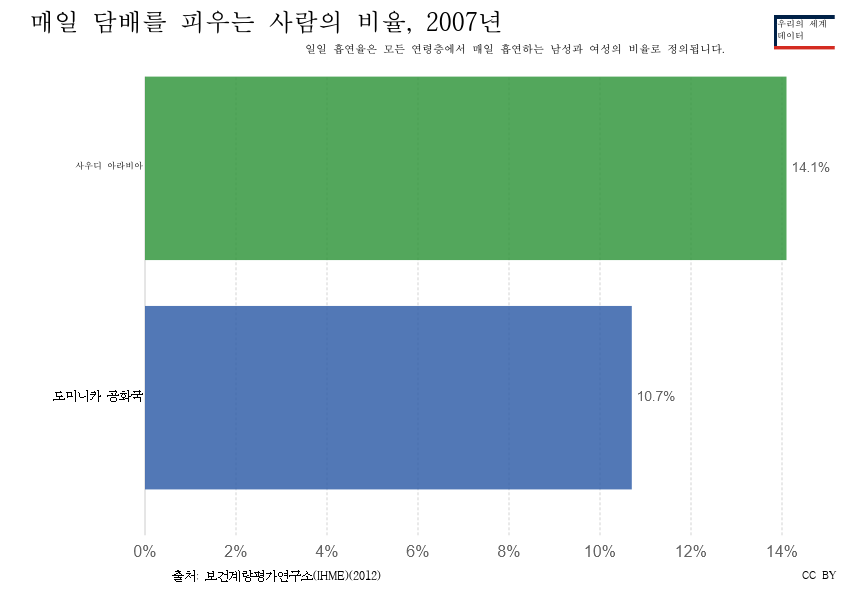 매일 담배를 피우는 사람의 비율, 2007년
우리의 세계
데이터
일일 흡연율은 모든 연령층에서 매일 흡연하는 남성과 여성의 비율로 정의됩니다.
사우디 아라비아
14.1%
도미니카 공화국
10.7%
0% 2% 4% 6% 8% 10% 12% 14%
출처: 보건계량평가연구소(IHME)(2012)
CC BY